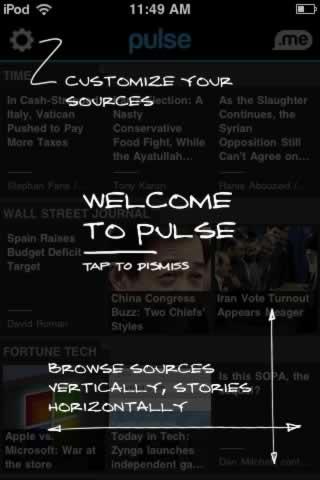 iPod 11:49 AM
pulse
.me
CUSTOMIZE YOUR
SOURCES
TIME
In Cash-St
Italy, Vatican
Pushed to Pay
More Taxes
Stephan Faris /
ection: A
Nasty
Conservative
Food Fight, While
the Ayatullah...
Tony Karon
As the Slaughter
Continues, the
Syrian
Opposition Still
Can't Agree on...
Rania Abouzeid /
WELCOME
TO PULSE
TAP TO DISMISS
WALL STREET JOURNAL
Spain Raises
Budget Deficit
Target
David Roman
China Congress
Buzz: Two Chiefs'
Styles
Iran Vote Turnout
Appears Meager
FORTUNE TECH
BROWSE SOURCES
VERTICALLY, STORIES
HORIZONTALLY
Apple vs.
Microsoft: War at
the store
Today in Tech:
Zynga launches
independent ga...
Is this SOPA, the
Dan Mitchell, cont